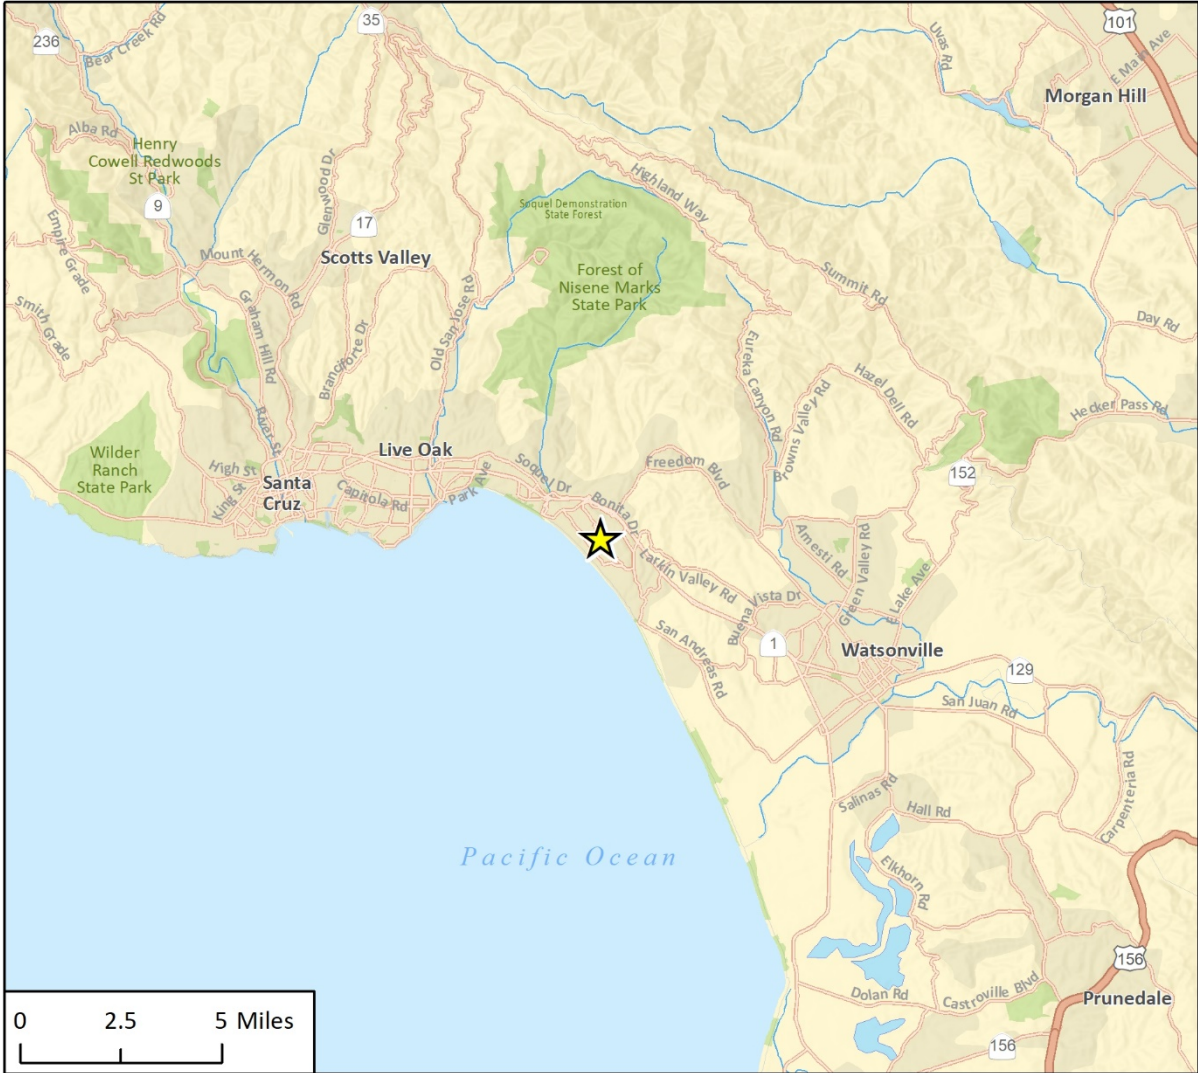 35
101
236
Bear Creek Rd
Uvas Rd
E Main Ave
Morgan Hill
Alba Rd
Henry
Cowell Redwoods
St Park
Glenwood Dr
Highland Way
9
Soquel Demonstration
State Forest
17
Empire Grade
Mount Hermon Rd
Scotts Valley
Forest of
Nisene Marks
State Park
Summit Rd
Smith Grade
Graham Hill Rd
Branciforte Dr
Old San Jose Rd
Day Rd
Eureka Canyon Rd
Hazel Dell Rd
Browns Valley Rd
Hecker Pass Rd
River St
Wilder
Ranch
State Park
High St
Live Oak
Freedom Blvd
152
King St
Santa
Cruz
Capitola Rd
Park Ave
Soquel Dr
Bonita Dr
Amesti Rd
Green Valley Rd
E Lake Ave
Larkin Valley Rd
Buena Vista Dr
San Andreas Rd
1
Watsonville
129
San Juan Rd
Salinas Rd
Hall Rd
Carpenteria Rd
Pacific Ocean
Elkhorn Rd
156
Dolan Rd
Castroville Blvd
Prunedale
156
0 2.5 5 Miles